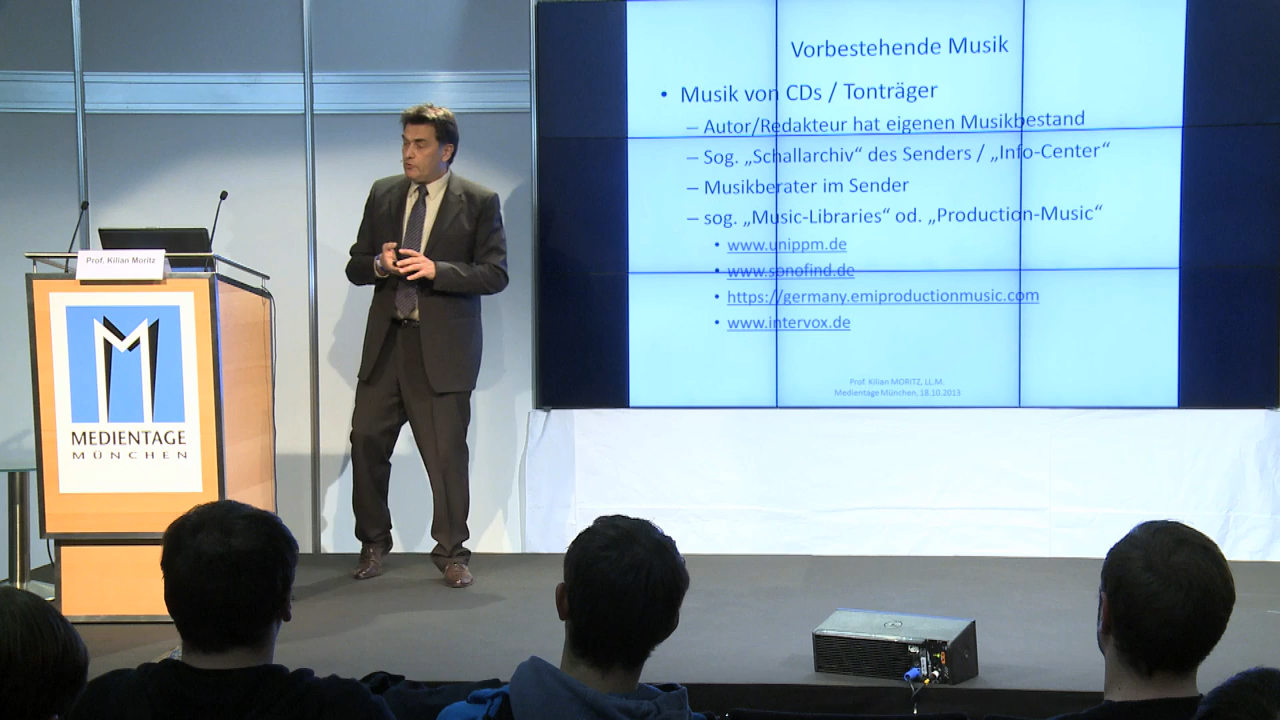 Vorbestehende Musik
• Musik von CDs / Tonträger
– Autor/Redakteur hat eigenen Musikbestand
– Sog. „Schallarchiv“ des Senders / „Info-Center“
– Musikberater im Sender
– sog. „Music-Libraries“ od. „Production-Music“
• www.unippm.de
• www.sonofind.de
• https://germany.emiproductionmusic.com
• www.intervox.de
Prof. Kilian MORITZ, LL.M.
Medientage München, 18.10.2013
Prof. Kilian Moritz
M
MEDIENTAGE
MÜNCHEN